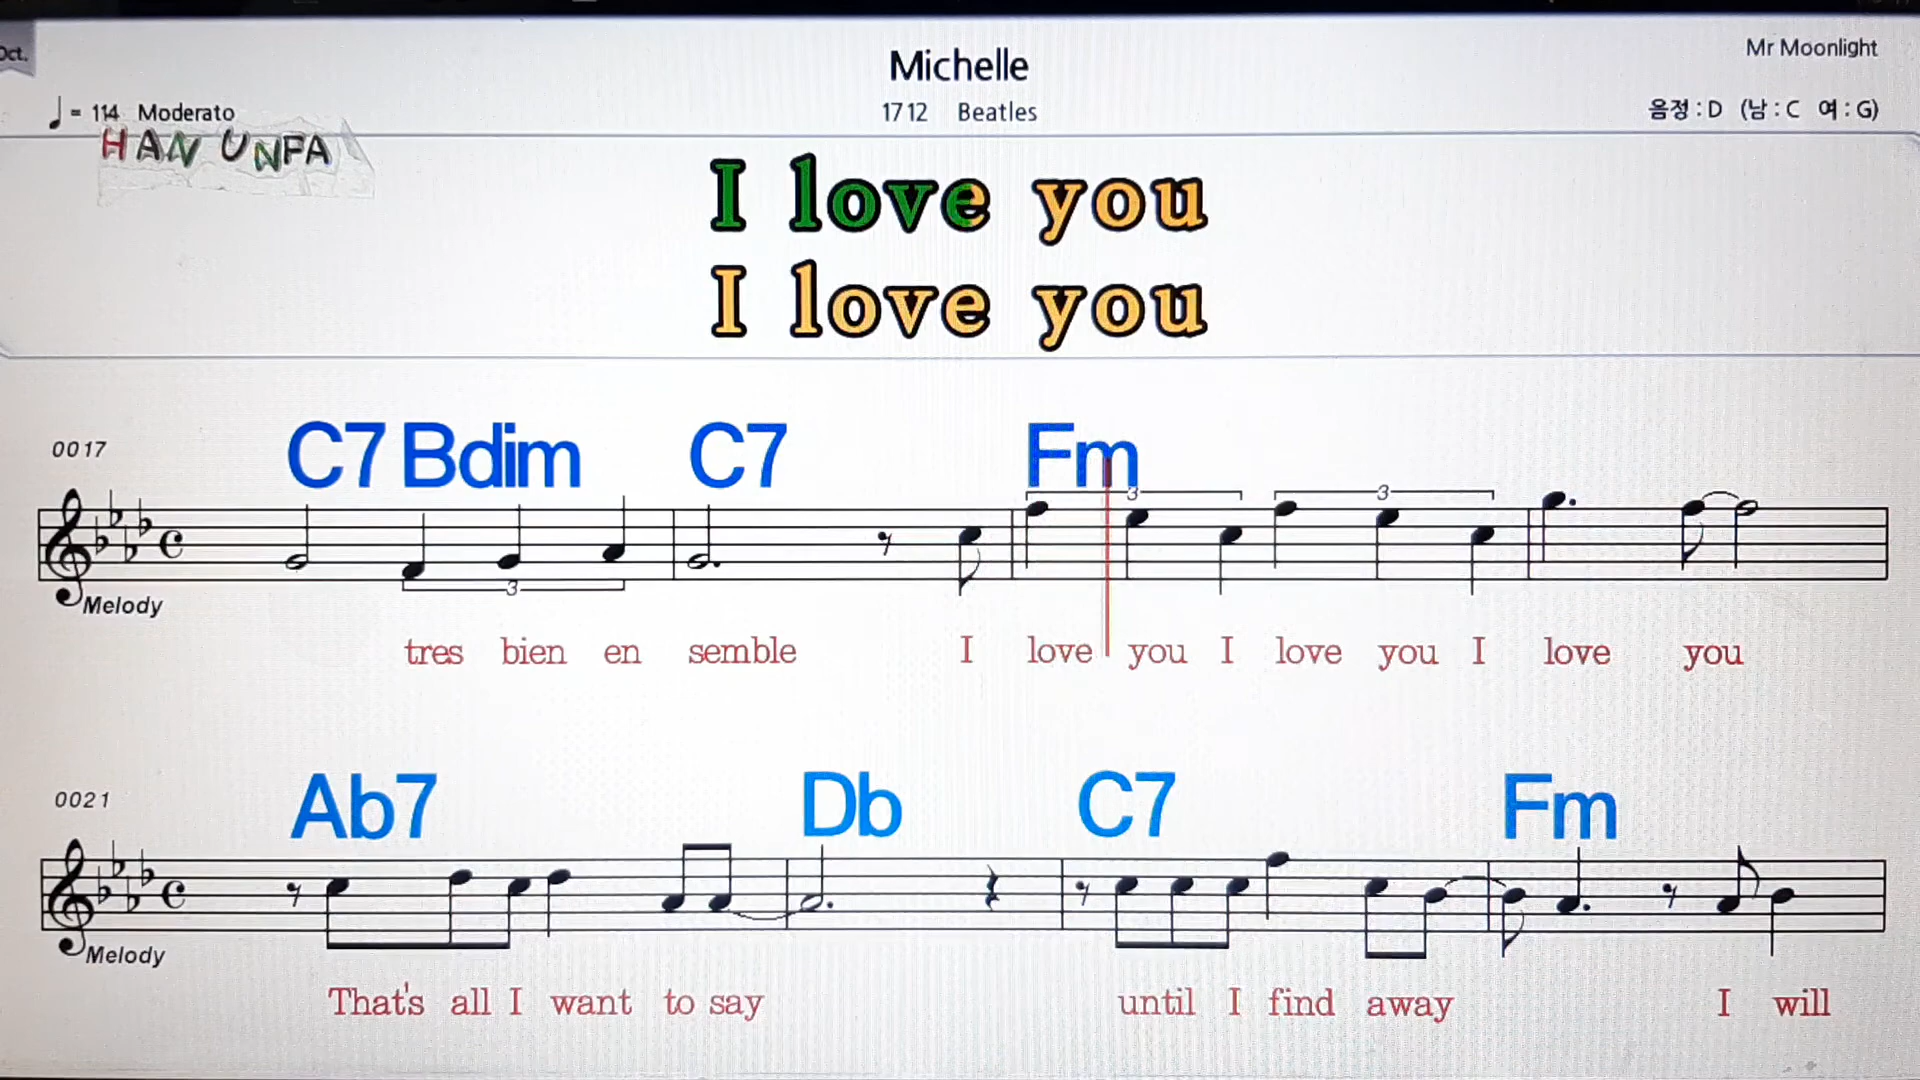 Oct.
Michelle
Mr Moonlight
♩ = 114 Moderato
1712 Beatles
음정 : D (남 : C 여 : G)
HAN UNFA
I love you
I love you
0017
C7 Bdim C7 Fm
3 3
3
Melody
tres bien en semble I love you I love you I love you
0021
Ab7 Db C7 Fm
Melody
That's all I want to say until I find away I will